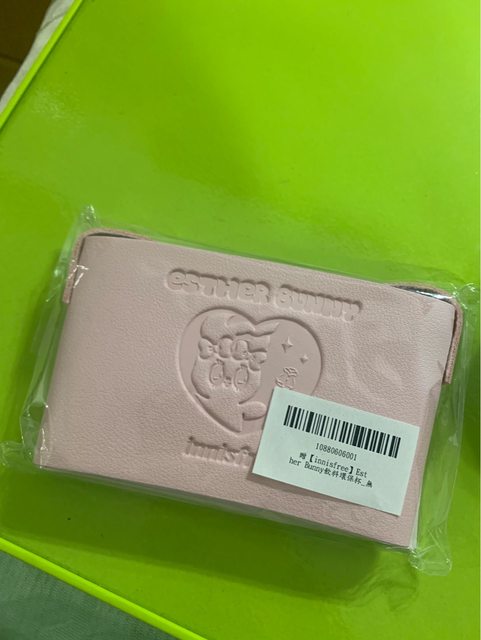 ESTHER BUNNY
innisfre
10880606001
贈【innisfree】Est
her Bunny飲料環保杯_無